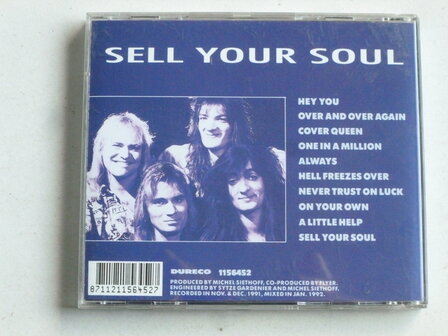 SELL YOUR SOUL
HEY YOU
OVER AND OVER AGAIN
COVER QUEEN
ONE IN A MILLION
ALWAYS
HELL FREEZES OVER
NEVER TRUST ON LUCK
ON YOUR OWN
A LITTLE HELP
SELL YOUR SOUL
DURECO 1156452
PRODUCED BY MICHEL SIETHOFF, CO-PRODUCED BY FLYER.
ENGINEERED BY SYTZE GARDENIER AND MICHEL SIETHOFF.
RECORDED IN NOV. & DEC. 1991, MIXED IN JAN. 1992.
8711211564527